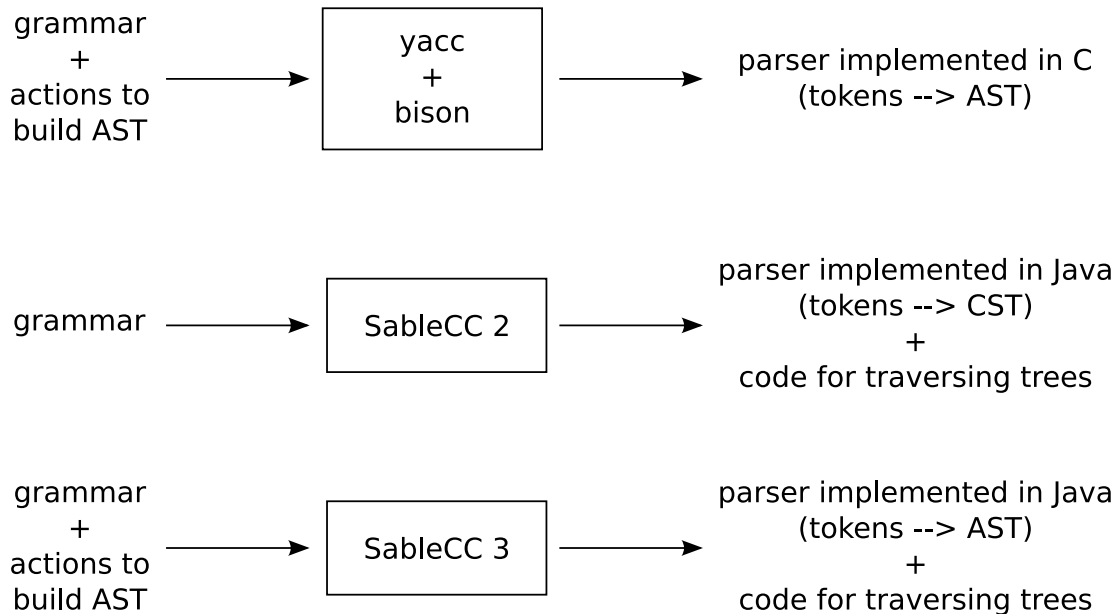 grammar
+
actions to
build AST
yacc
+
bison
parser implemented in C
(tokens --> AST)
grammar
SableCC 2
parser implemented in Java
(tokens --> CST)
+
code for traversing trees
grammar
+
actions to
build AST
SableCC 3
parser implemented in Java
(tokens --> AST)
+
code for traversing trees